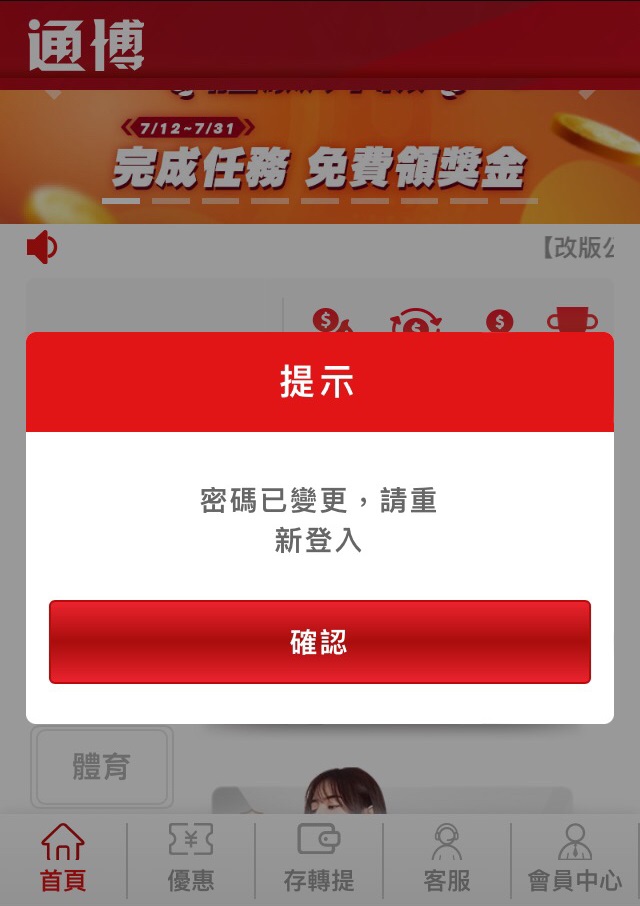 通博
7/12~7/31
完成任務 免費領獎金
【改版公
提示
密碼已變更，請重
新登入
確認
體育
首頁
優惠
存轉提
客服
會員中心